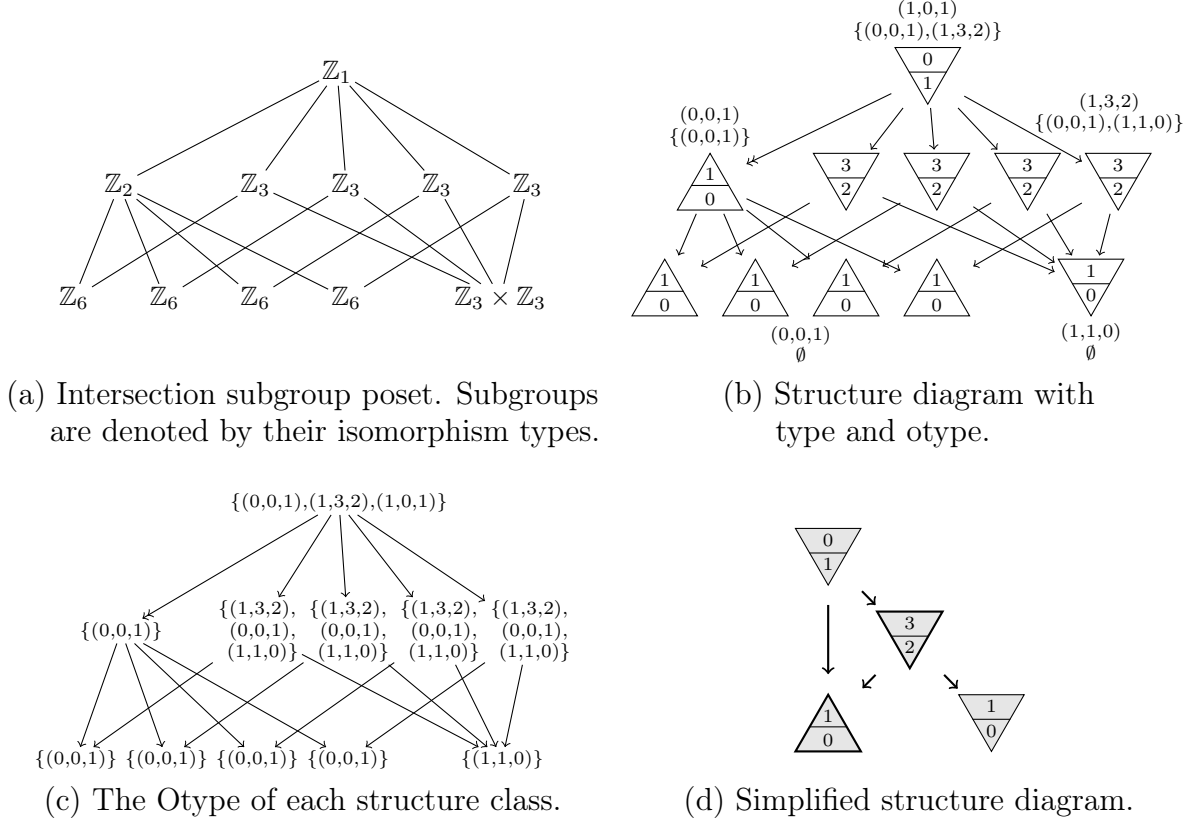 ℤ₁
ℤ₂ ℤ₃ ℤ₃ ℤ₃ ℤ₃
ℤ₆ ℤ₆ ℤ₆ ℤ₆ ℤ₃ × ℤ₃
(a) Intersection subgroup poset. Subgroups
are denoted by their isomorphism types.
(1,0,1)
{(0,0,1),(1,3,2)}
0
1
(0,0,1)
{(0,0,1)}
(1,3,2)
{(0,0,1),(1,1,0)}
1 3 3 3 3
0 2 2 2 2
1 1 1 1 1
0 0 0 0 0
(0,0,1) (1,1,0)
∅ ∅
(b) Structure diagram with
type and otype.
{(0,0,1),(1,3,2),(1,0,1)}
{(0,0,1)}
{(1,3,2), {(1,3,2), {(1,3,2), {(1,3,2),
(0,0,1), (0,0,1), (0,0,1), (0,0,1),
(1,1,0)} (1,1,0)} (1,1,0)} (1,1,0)}
{(0,0,1)} {(0,0,1)} {(0,0,1)} {(0,0,1)} {(1,1,0)}
(c) The Otype of each structure class.
0
1
3
2
1 1
0 0
(d) Simplified structure diagram.